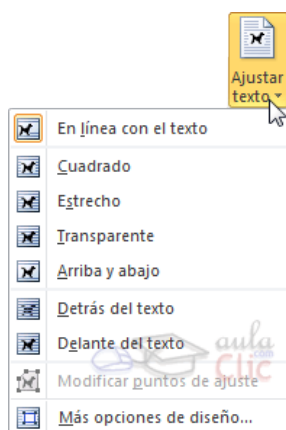 Ajustar
texto
En línea con el texto
Cuadrado
Estrecho
Transparente
Arriba y abajo
Detrás del texto
Delante del texto
aula
.com
Clic
Modificar puntos de ajuste
Más opciones de diseño...